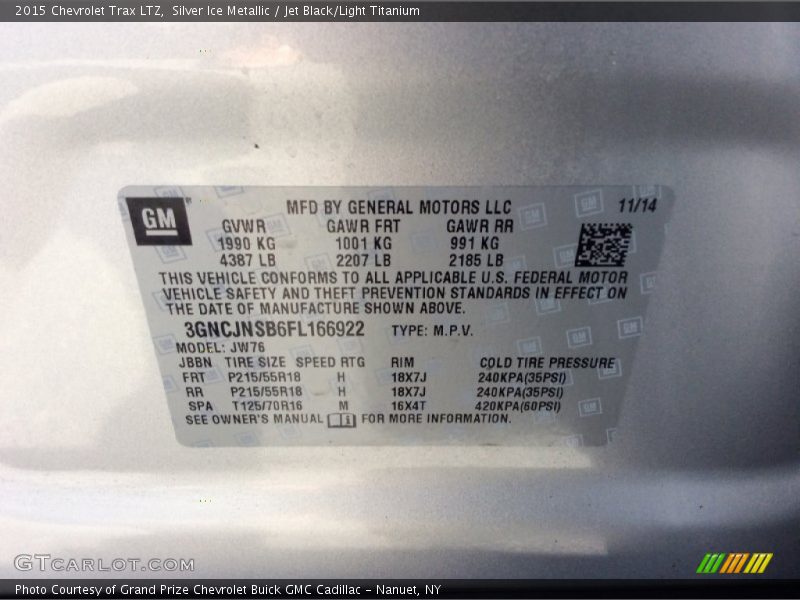 2015 Chevrolet Trax LTZ, Silver Ice Metallic / Jet Black/Light Titanium
GM
MFD BY GENERAL MOTORS LLC 11/14
GVWR GAWR FRT GAWR RR
1990 KG 1001 KG 991 KG
4387 LB 2207 LB 2185 LB
THIS VEHICLE CONFORMS TO ALL APPLICABLE U.S. FEDERAL MOTOR
VEHICLE SAFETY AND THEFT PREVENTION STANDARDS IN EFFECT ON
THE DATE OF MANUFACTURE SHOWN ABOVE.
3GNCJNSB6FL166922 TYPE: M.P.V.
MODEL: JW76
JBBN TIRE SIZE SPEED RTG RIM COLD TIRE PRESSURE
FRT P215/55R18 H 18X7J 240KPA(35PSI)
RR P215/55R18 H 18X7J 240KPA(35PSI)
SPA T125/70R16 M 16X4T 420KPA(60PSI)
SEE OWNER'S MANUAL FOR MORE INFORMATION.
GTCARLOT.COM
Photo Courtesy of Grand Prize Chevrolet Buick GMC Cadillac - Nanuet, NY